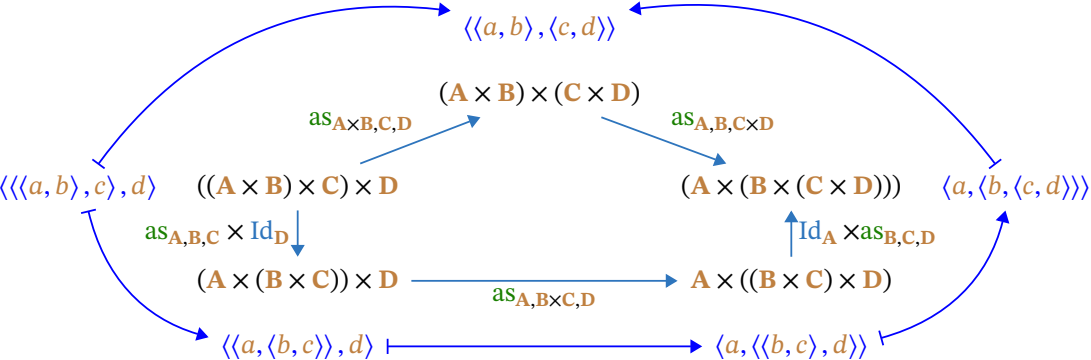 ⟨⟨a, b⟩, ⟨c, d⟩⟩
(A × B) × (C × D)
as_{A×B,C,D} as_{A,B,C×D}
⟨⟨⟨a, b⟩, c⟩, d⟩ ((A × B) × C) × D (A × (B × (C × D))) ⟨a, ⟨b, ⟨c, d⟩⟩⟩
as_{A,B,C} × Id_D Id_A ×as_{B,C,D}
(A × (B × C)) × D A × ((B × C) × D)
as_{A,B×C,D}
⟨⟨a, ⟨b, c⟩⟩, d⟩ ⟨a, ⟨⟨b, c⟩, d⟩⟩